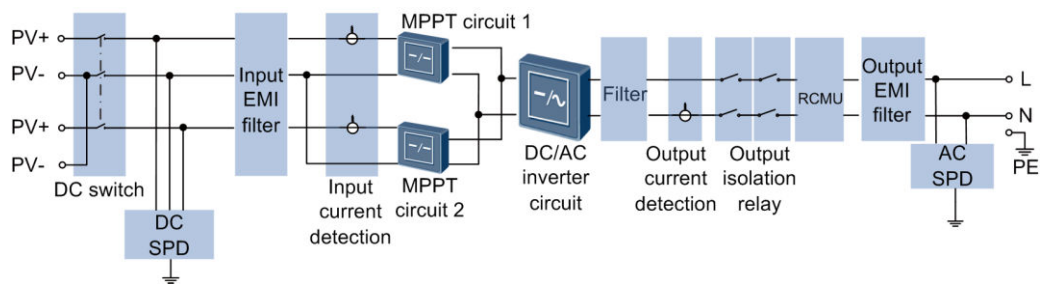 PV+
PV-
PV+
PV-
DC switch
DC
SPD
Input
EMI
filter
Input
current
detection
MPPT circuit 1
MPPT
circuit 2
DC/AC
inverter
circuit
Filter
Output
current
detection
Output
isolation
relay
RCMU
Output
EMI
filter
AC
SPD
L
N
PE